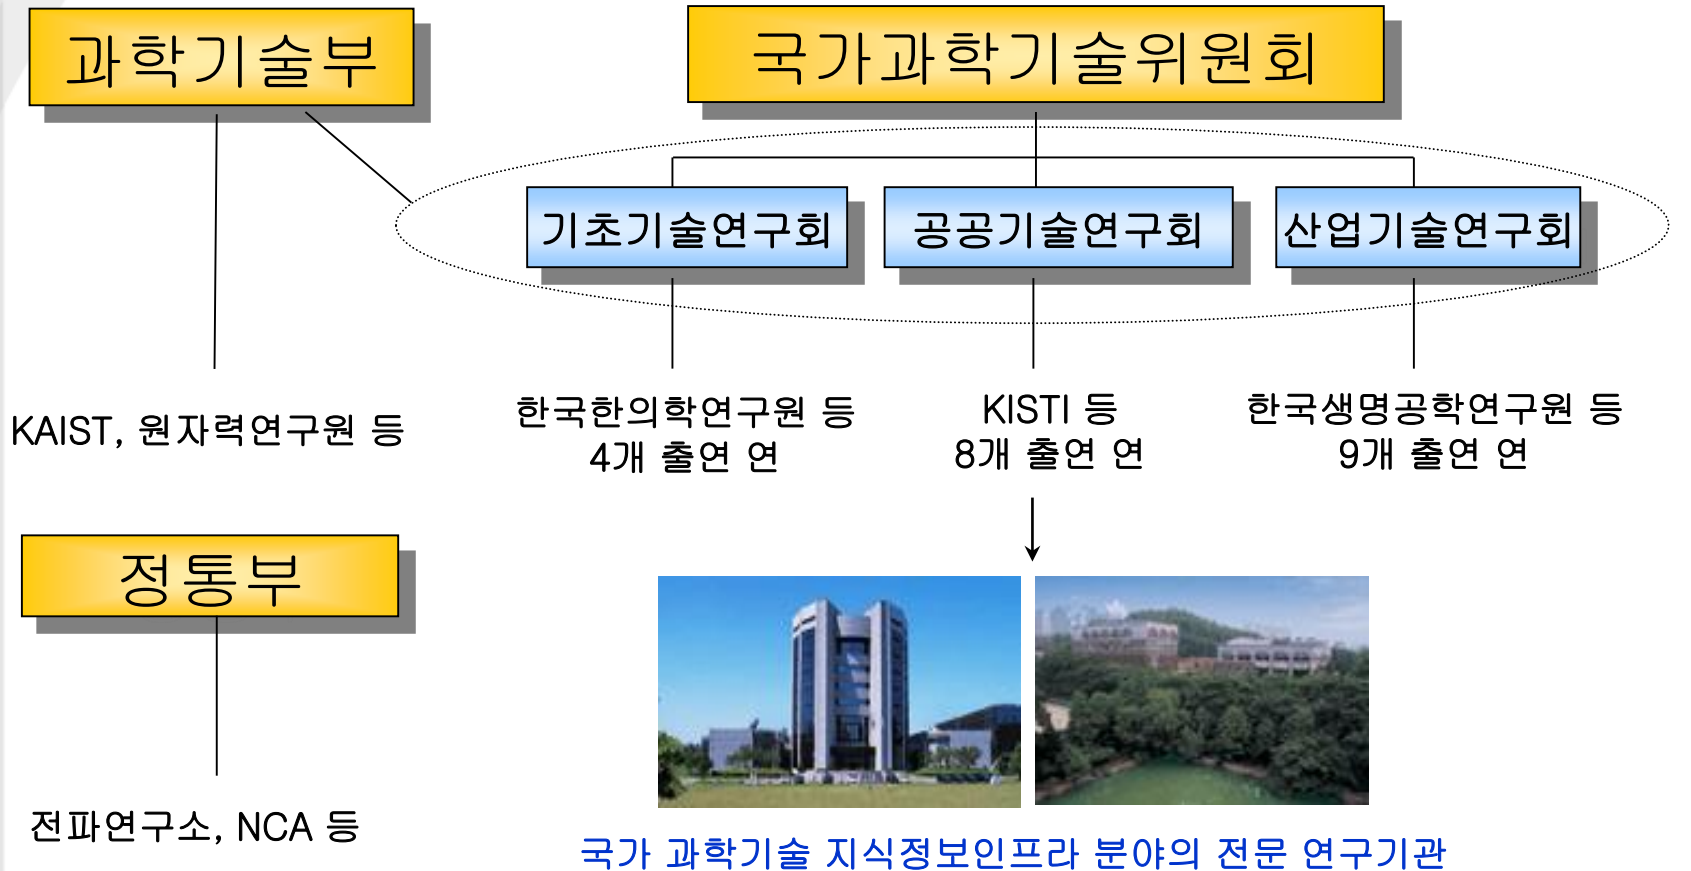 과학기술부
국가과학기술위원회
기초기술연구회
공공기술연구회
산업기술연구회
KAIST, 원자력연구원 등
한국한의학연구원 등
4개 출연 연
KISTI 등
8개 출연 연
한국생명공학연구원 등
9개 출연 연
정통부
전파연구소, NCA 등
국가 과학기술 지식정보인프라 분야의 전문 연구기관